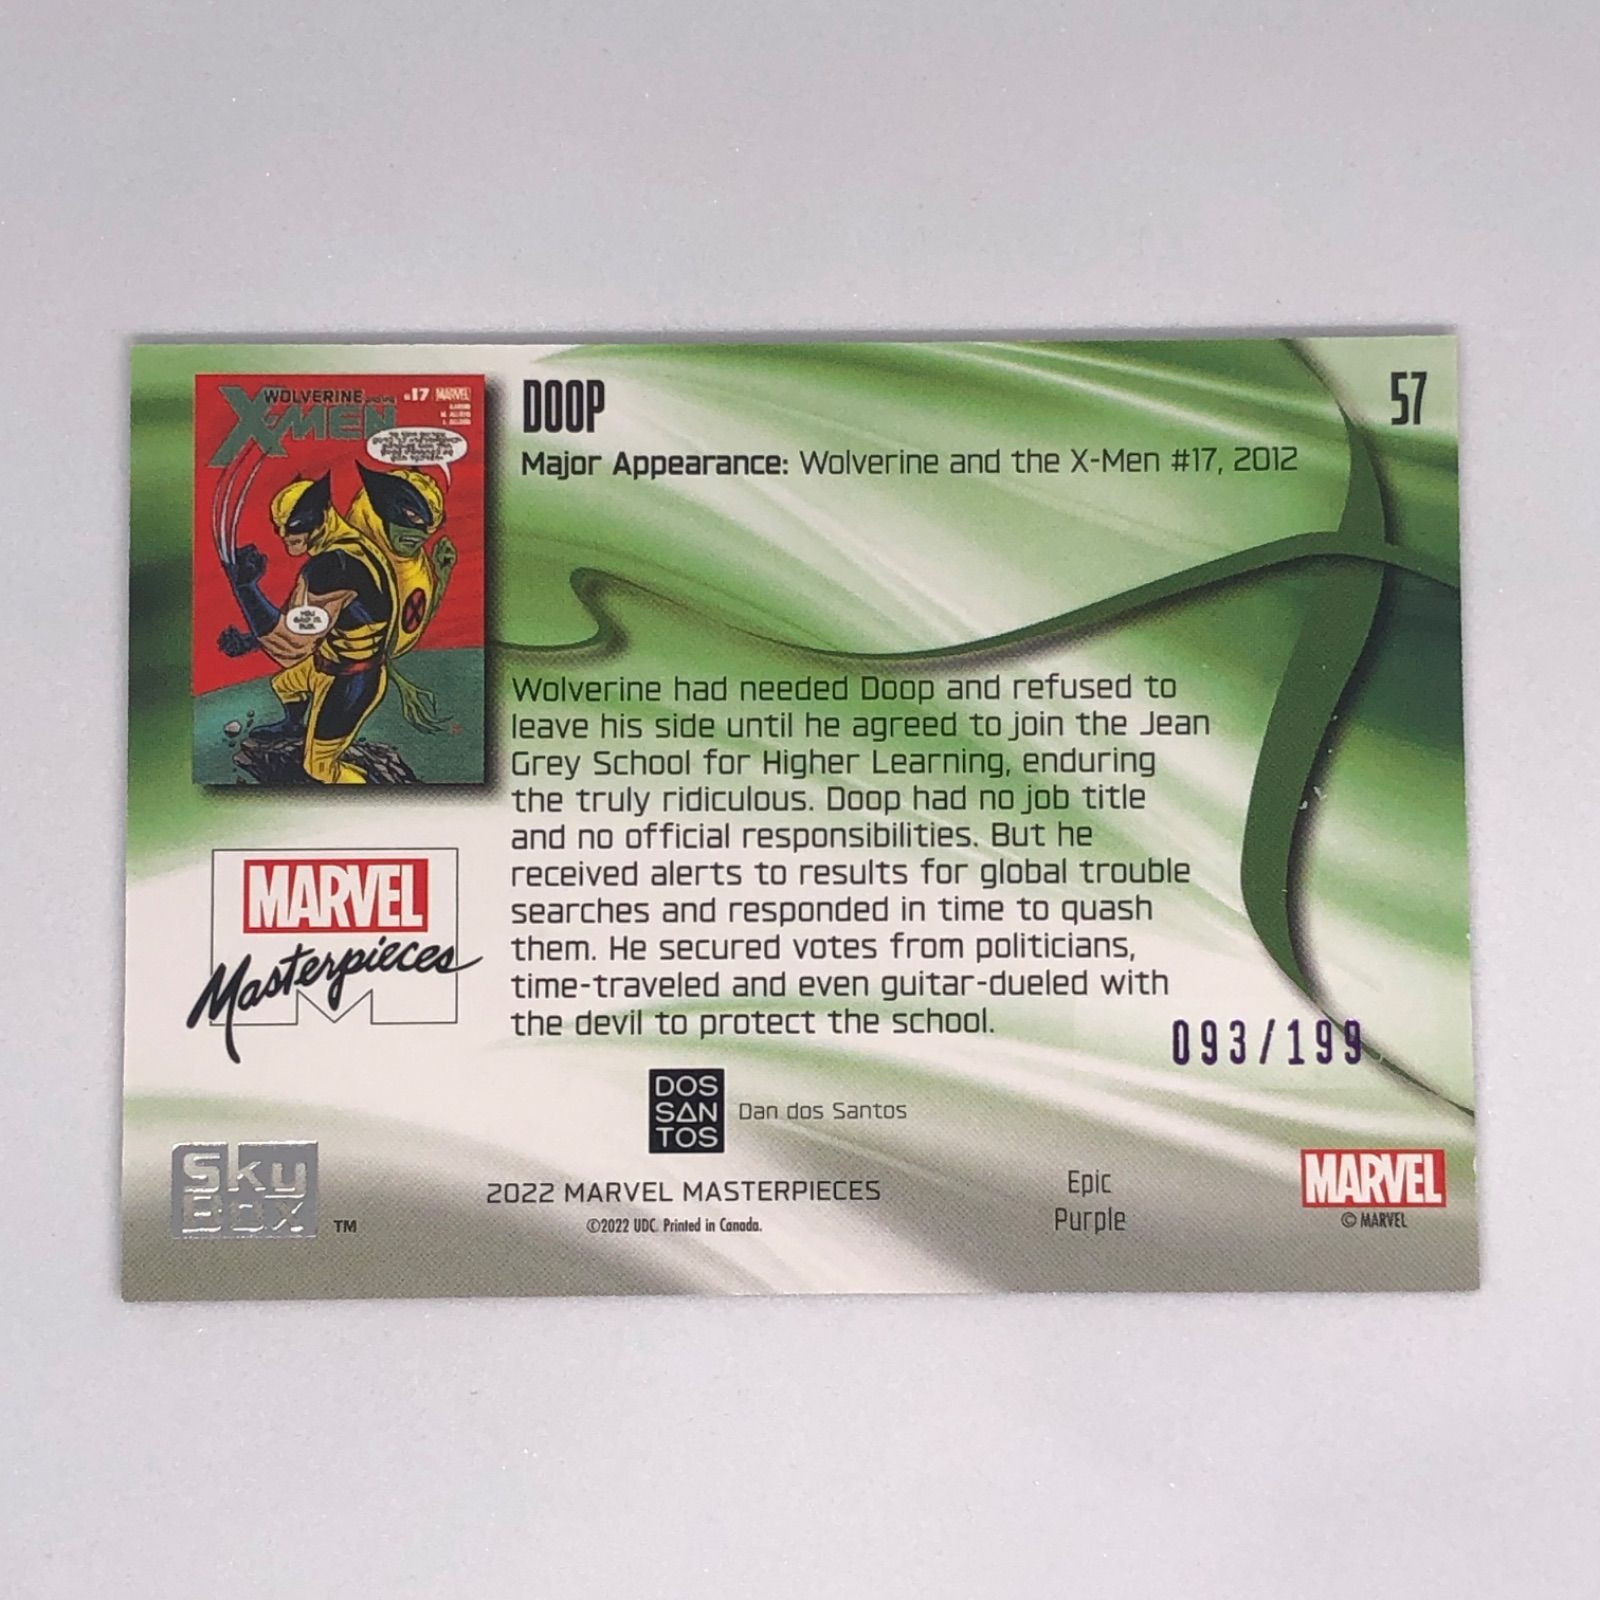 WOLVERINE AND THE
X-MEN
#17 MARVEL
YOU
DOOP
57
Major Appearance: Wolverine and the X-Men #17, 2012
Wolverine had needed Doop and refused to
leave his side until he agreed to join the Jean
Grey School for Higher Learning, enduring
the truly ridiculous. Doop had no job title
and no official responsibilities. But he
received alerts to results for global trouble
searches and responded in time to quash
them. He secured votes from politicians,
time-traveled and even guitar-dueled with
the devil to protect the school.
093/199
MARVEL
Masterpieces
DOS
SAN
TOS
Dan dos Santos
Sky
Box TM
2022 MARVEL MASTERPIECES
©2022 UDC. Printed in Canada.
Epic
Purple
MARVEL
© MARVEL